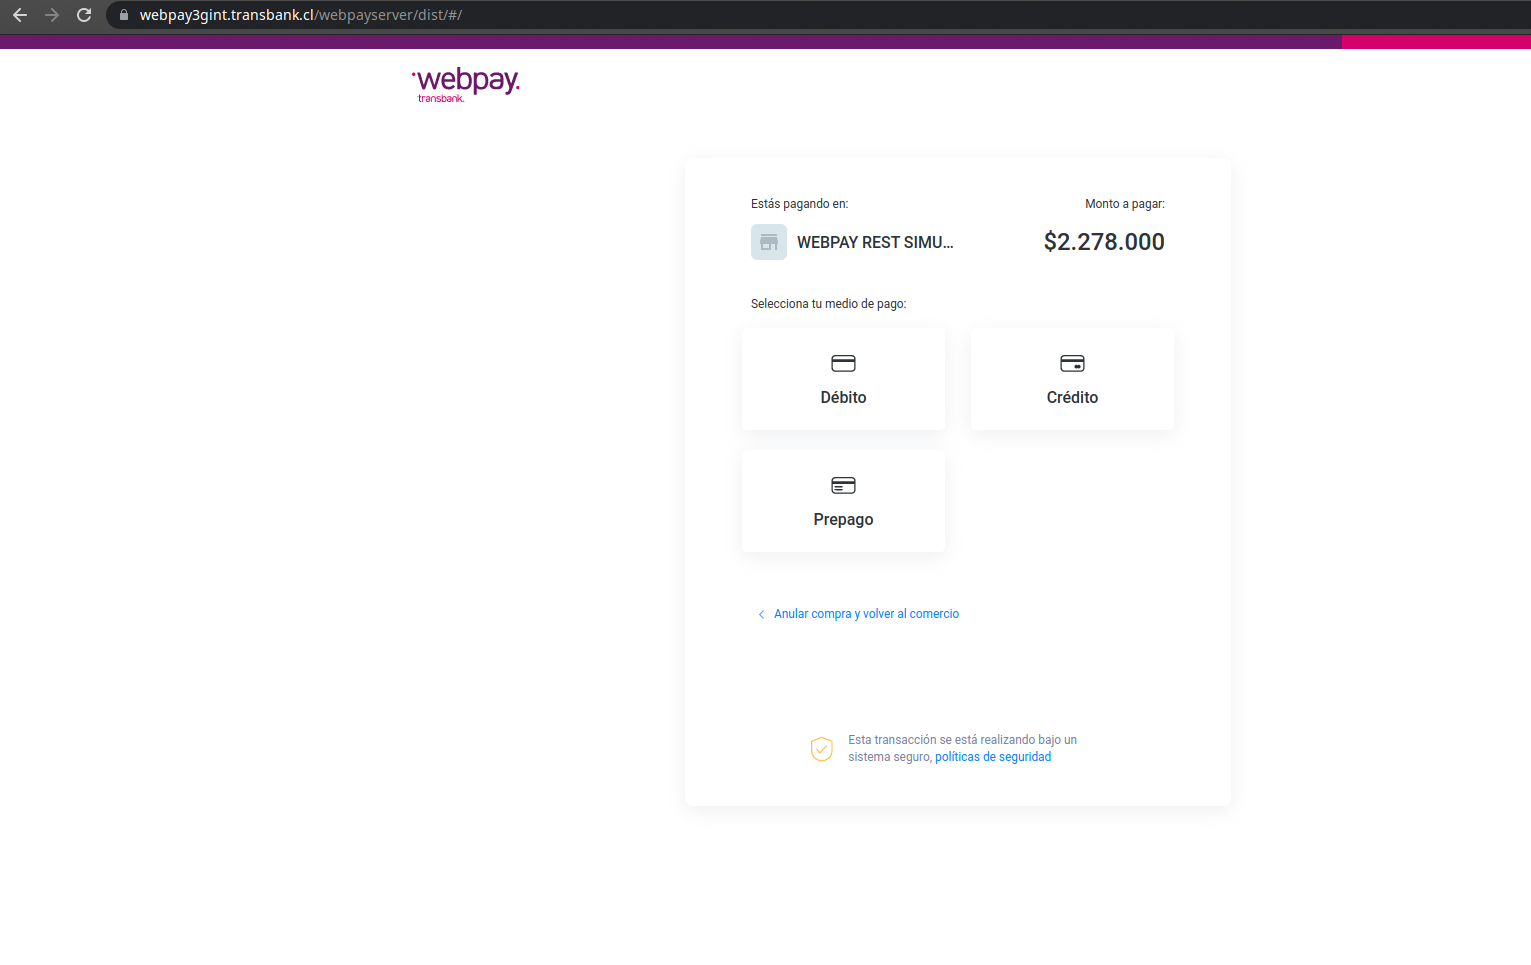 webpay3gint.transbank.cl/webpayserver/dist/#/
webpay.
transbank.
Estás pagando en:
Monto a pagar:
WEBPAY REST SIMU...
$2.278.000
Selecciona tu medio de pago:
Débito
Crédito
Prepago
Anular compra y volver al comercio
Esta transacción se está realizando bajo un
sistema seguro, políticas de seguridad